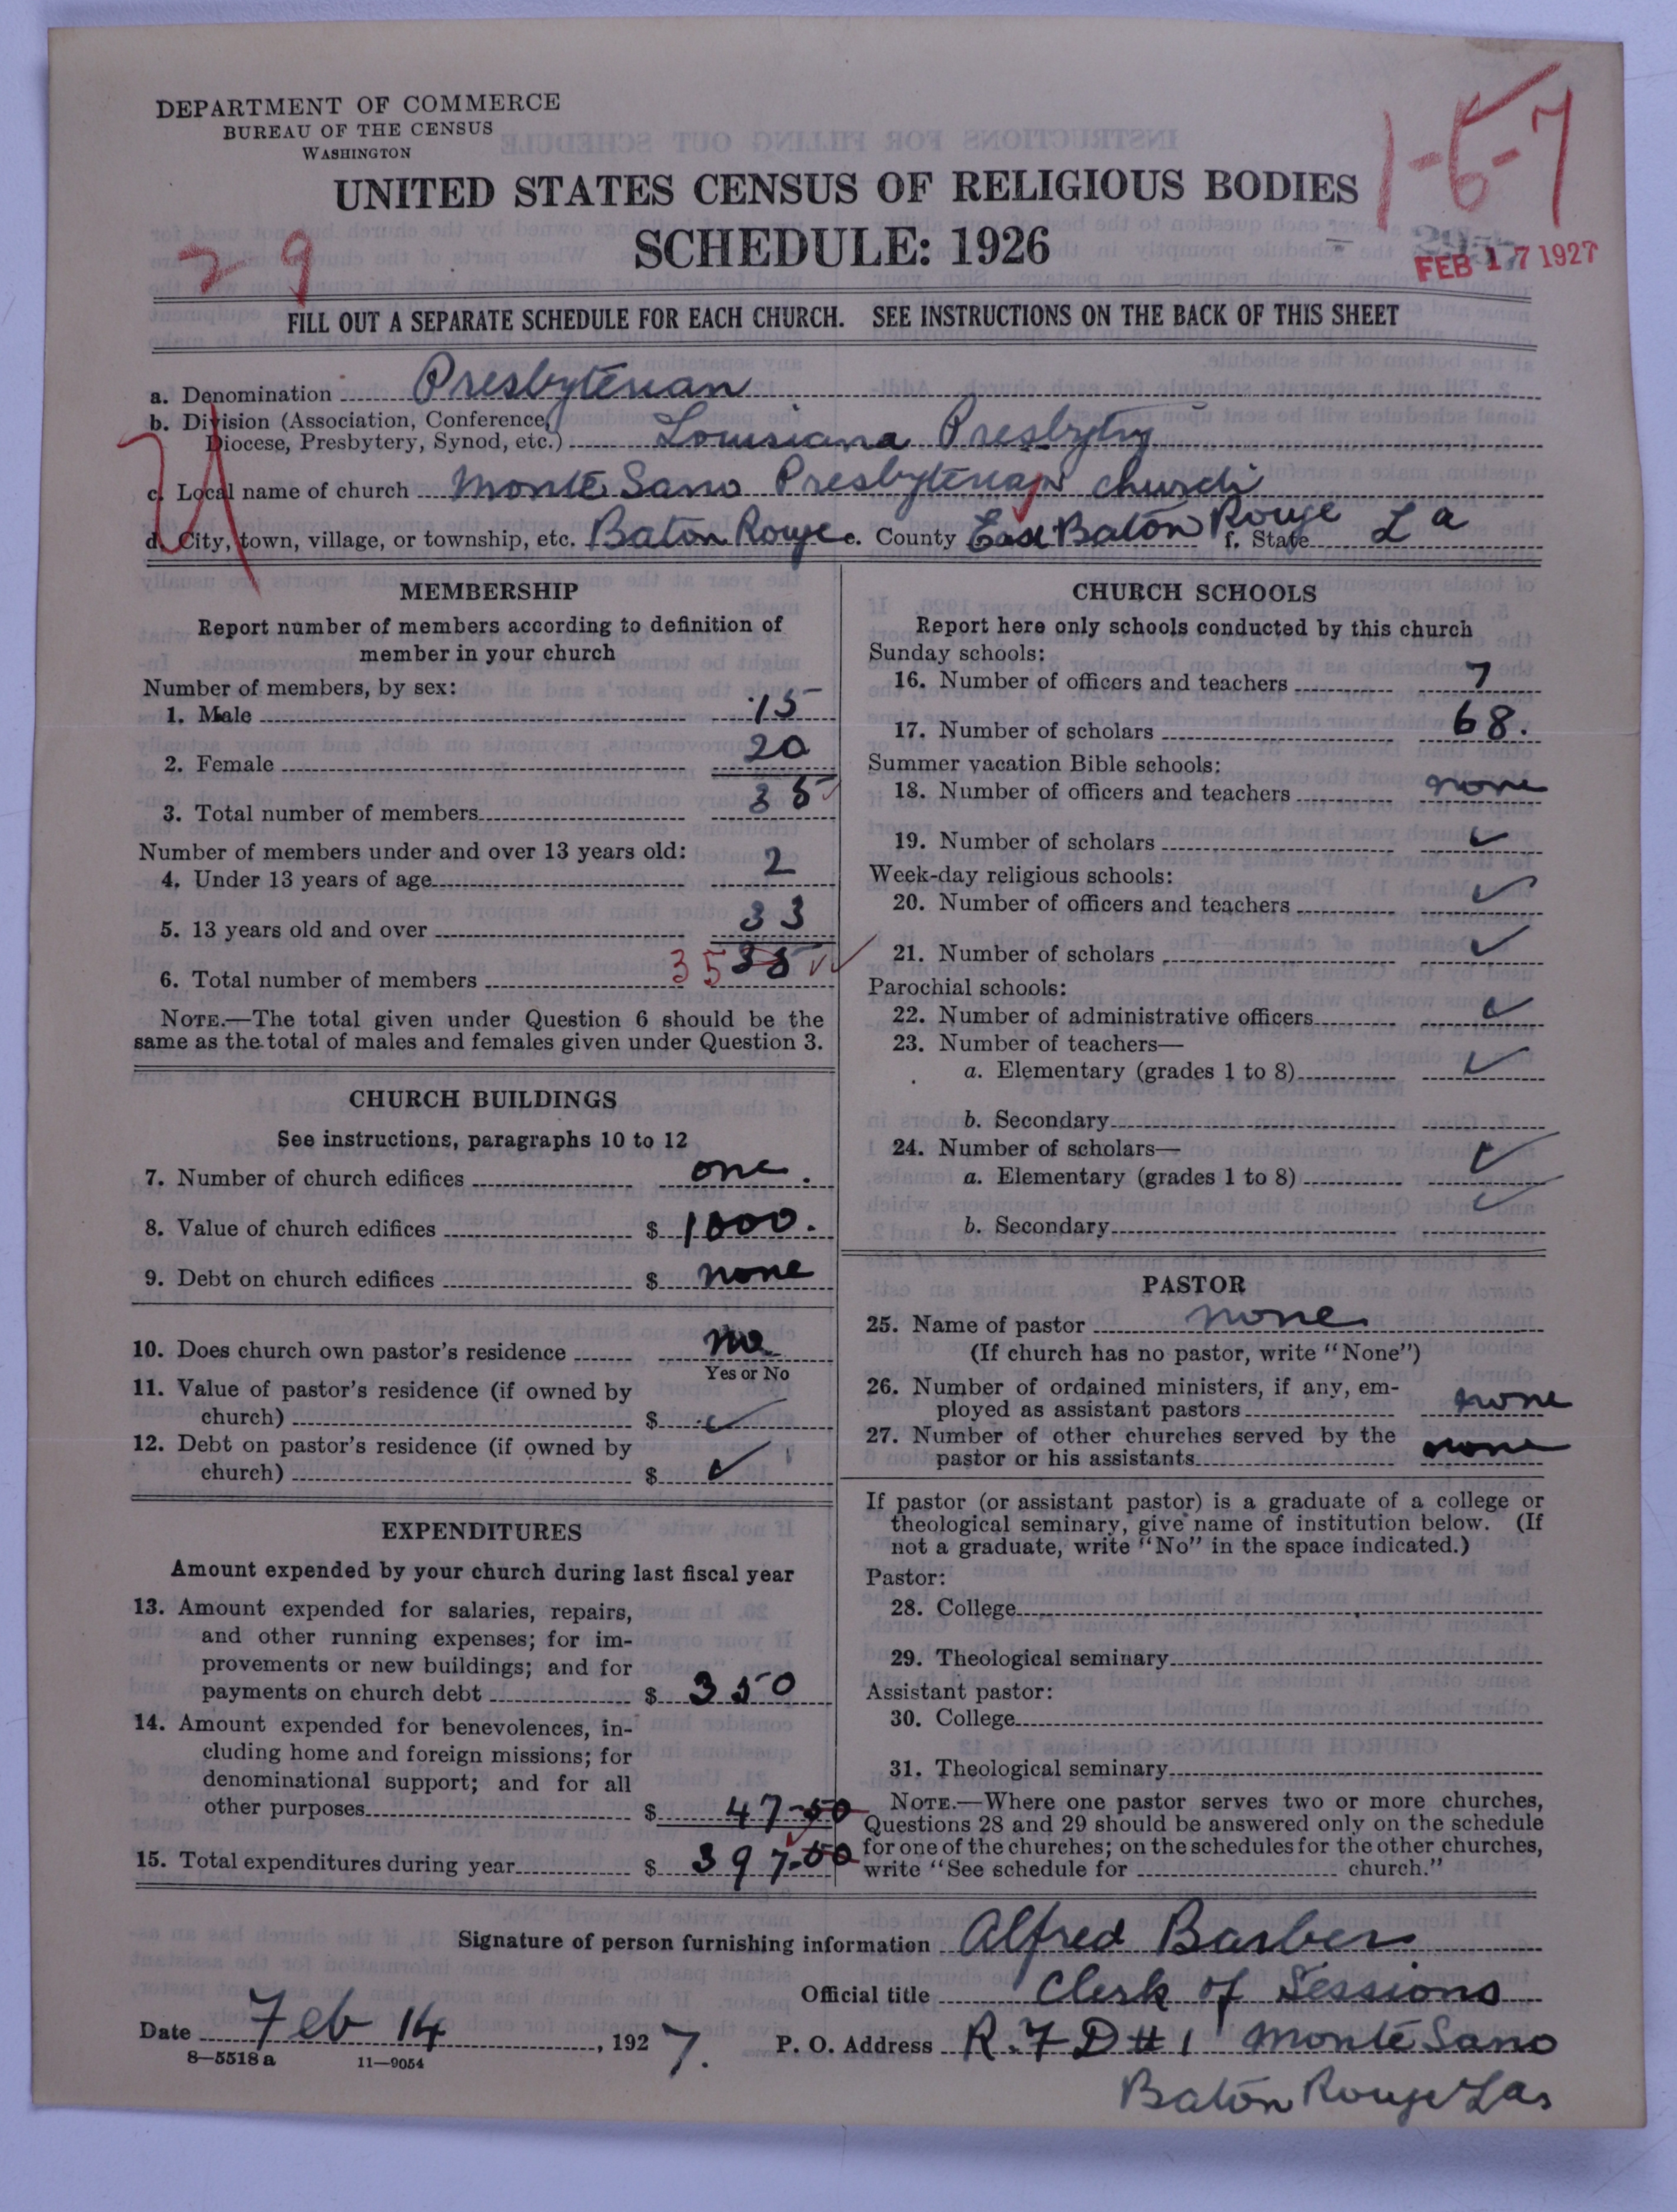 DEPARTMENT OF COMMERCE
BUREAU OF THE CENSUS
WASHINGTON
1-6-7
UNITED STATES CENSUS OF RELIGIOUS BODIES
SCHEDULE: 1926
29
FEB 17 1927
FILL OUT A SEPARATE SCHEDULE FOR EACH CHURCH. SEE INSTRUCTIONS ON THE BACK OF THIS SHEET
a. Denomination Presbyterian
b. Division (Association, Conference,
Diocese, Presbytery, Synod, etc.) Louisiana Presbytry
c. Local name of church Monte Sano Presbyterian church
d. City, town, village, or township, etc. Baton Rouge e. County East Baton Rouge f. State La
MEMBERSHIP
Report number of members according to definition of
member in your church
Number of members, by sex:
1. Male 15
2. Female 20
3. Total number of members 35
Number of members under and over 13 years old:
4. Under 13 years of age 2
5. 13 years old and over 33
6. Total number of members 35 35
NOTE.—The total given under Question 6 should be the
same as the total of males and females given under Question 3.
CHURCH BUILDINGS
See instructions, paragraphs 10 to 12
7. Number of church edifices one.
8. Value of church edifices $ 1000.
9. Debt on church edifices $ none
10. Does church own pastor's residence no
Yes or No
11. Value of pastor's residence (if owned by
church) $ ✓
12. Debt on pastor's residence (if owned by
church) $ ✓
EXPENDITURES
Amount expended by your church during last fiscal year
13. Amount expended for salaries, repairs,
and other running expenses; for im-
provements or new buildings; and for
payments on church debt $ 350
14. Amount expended for benevolences, in-
cluding home and foreign missions; for
denominational support; and for all
other purposes $ 47-50
15. Total expenditures during year $ 397-50
CHURCH SCHOOLS
Report here only schools conducted by this church
Sunday schools:
16. Number of officers and teachers 7
17. Number of scholars 68.
Summer vacation Bible schools:
18. Number of officers and teachers none
19. Number of scholars ✓
Week-day religious schools:
20. Number of officers and teachers ✓
21. Number of scholars ✓
Parochial schools:
22. Number of administrative officers ✓
23. Number of teachers—
a. Elementary (grades 1 to 8) ✓
b. Secondary
24. Number of scholars—
a. Elementary (grades 1 to 8) ✓
b. Secondary ✓
PASTOR
25. Name of pastor none
(If church has no pastor, write "None")
26. Number of ordained ministers, if any, em-
ployed as assistant pastors none
27. Number of other churches served by the
pastor or his assistants none
If pastor (or assistant pastor) is a graduate of a college or
theological seminary, give name of institution below. (If
not a graduate, write "No" in the space indicated.)
Pastor:
28. College
29. Theological seminary
Assistant pastor:
30. College
31. Theological seminary
NOTE.—Where one pastor serves two or more churches,
Questions 28 and 29 should be answered only on the schedule
for one of the churches; on the schedules for the other churches,
write "See schedule for church."
Signature of person furnishing information Alfred Barber
Official title Clerk of Sessions
Date Feb 14, 1927.
P. O. Address R.F.D # 1 Monte Sano
Baton Rouge La
8—5518a 11—9054